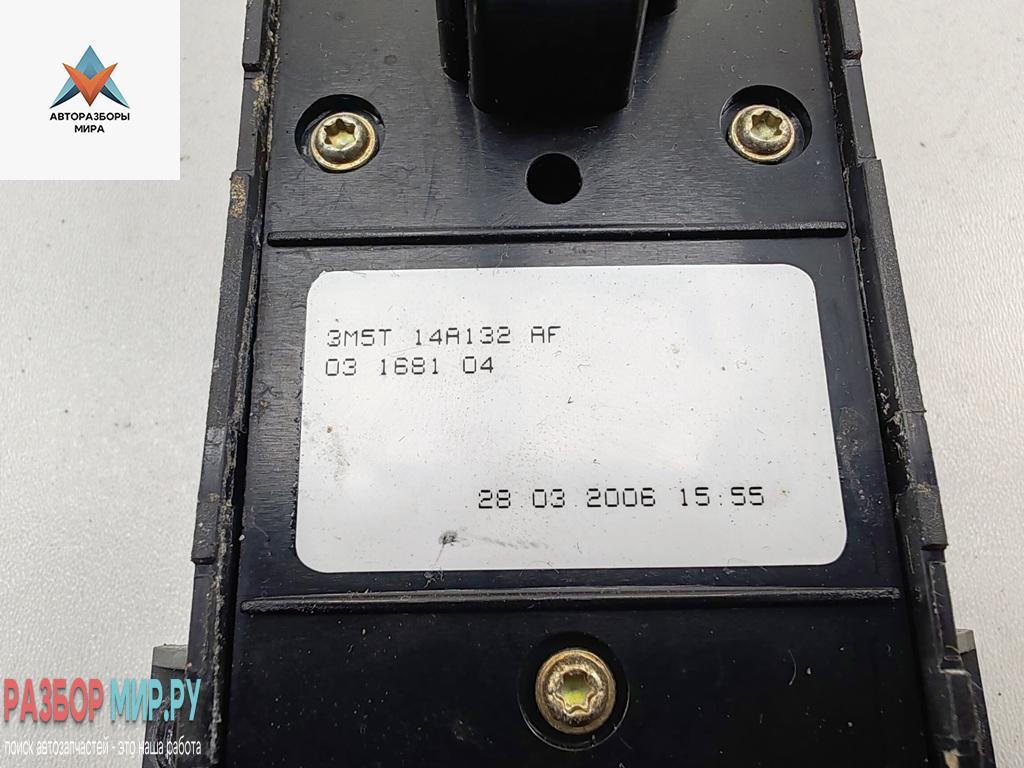 АВТОРАЗБОРЫ
МИРА
3M5T 14A132 AF
03 1681 04
28 03 2006 15:55
РАЗБОР МИР.РУ
поиск автозапчастей - это наша работа